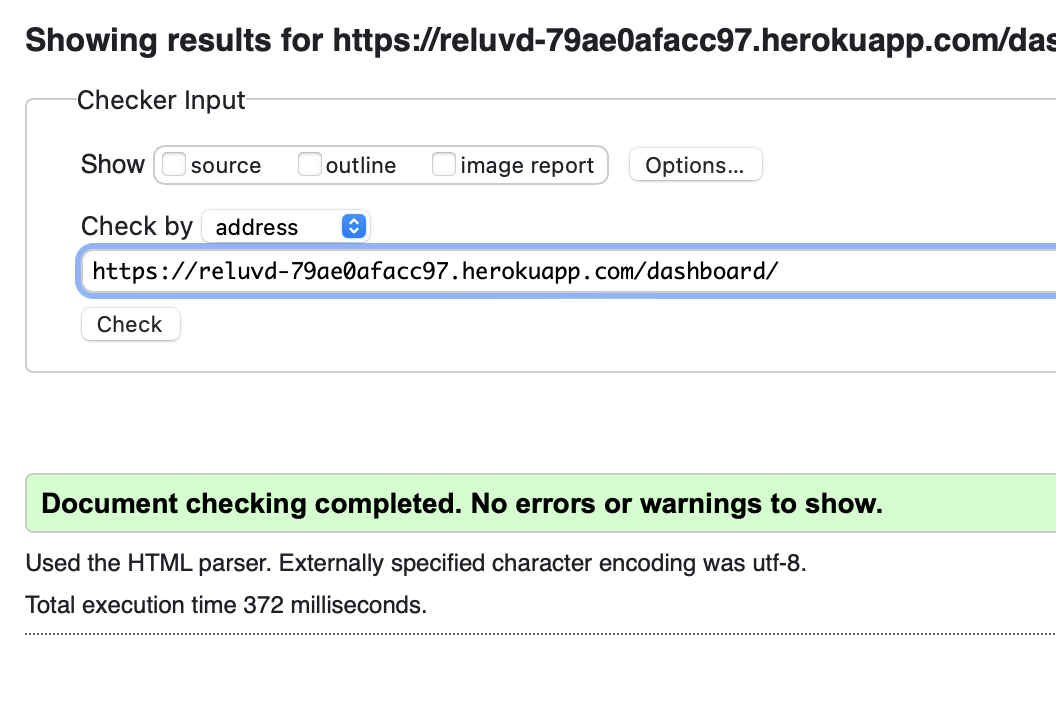 Showing results for https://reluvd-79ae0afacc97.herokuapp.com/das
Checker Input
Show source outline image report Options...
Check by address
https://reluvd-79ae0afacc97.herokuapp.com/dashboard/
Check
Document checking completed. No errors or warnings to show.
Used the HTML parser. Externally specified character encoding was utf-8.
Total execution time 372 milliseconds.